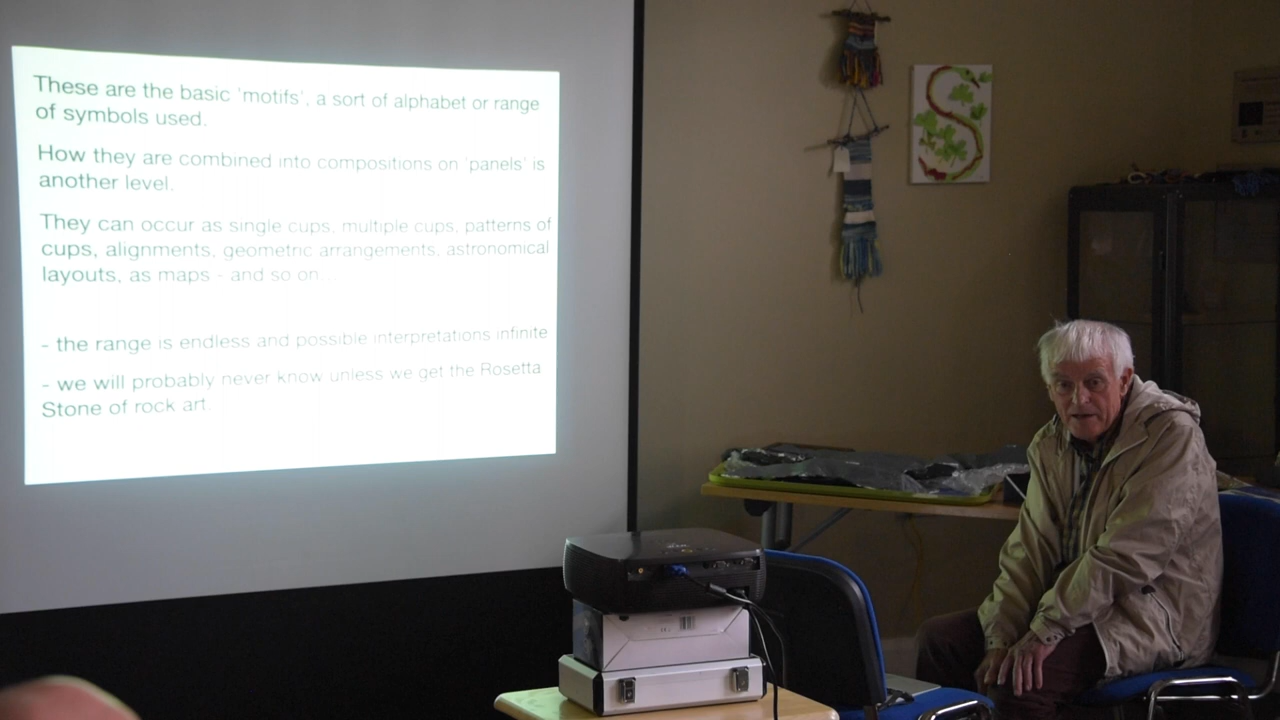 These are the basic 'motifs', a sort of alphabet or range
of symbols used.
How they are combined into compositions on 'panels' is
another level.
They can occur as single cups, multiple cups, patterns of
cups, alignments, geometric arrangements, astronomical
layouts, as maps - and so on...
- the range is endless and possible interpretations infinite
- we will probably never know unless we get the Rosetta
Stone of rock art.